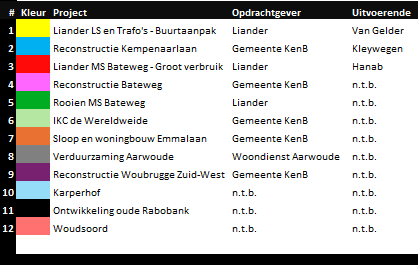 # Kleur Project Opdrachtgever Uitvoerende
1 Liander LS en Trafo's - Buurtaanpak Liander Van Gelder
2 Reconstructie Kempenaarlaan Gemeente KenB Kleywegen
3 Liander MS Bateweg - Groot verbruik Liander Hanab
4 Reconstructie Bateweg Gemeente KenB n.t.b.
5 Rooien MS Bateweg Liander n.t.b.
6 IKC de Wereldweide Gemeente KenB n.t.b.
7 Sloop en woningbouw Emmalaan Gemeente KenB n.t.b.
8 Verduurzaming Aarwoude Woondienst Aarwoude n.t.b.
9 Reconstructie Woubrugge Zuid-West Gemeente KenB n.t.b.
10 Karperhof n.t.b. n.t.b.
11 Ontwikkeling oude Rabobank n.t.b. n.t.b.
12 Woudsoord n.t.b. n.t.b.